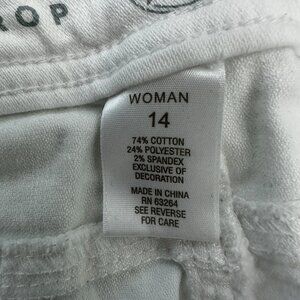 ROP
WOMAN
14
74% COTTON
24% POLYESTER
2% SPANDEX
EXCLUSIVE OF
DECORATION
MADE IN CHINA
RN 63264
SEE REVERSE
FOR CARE